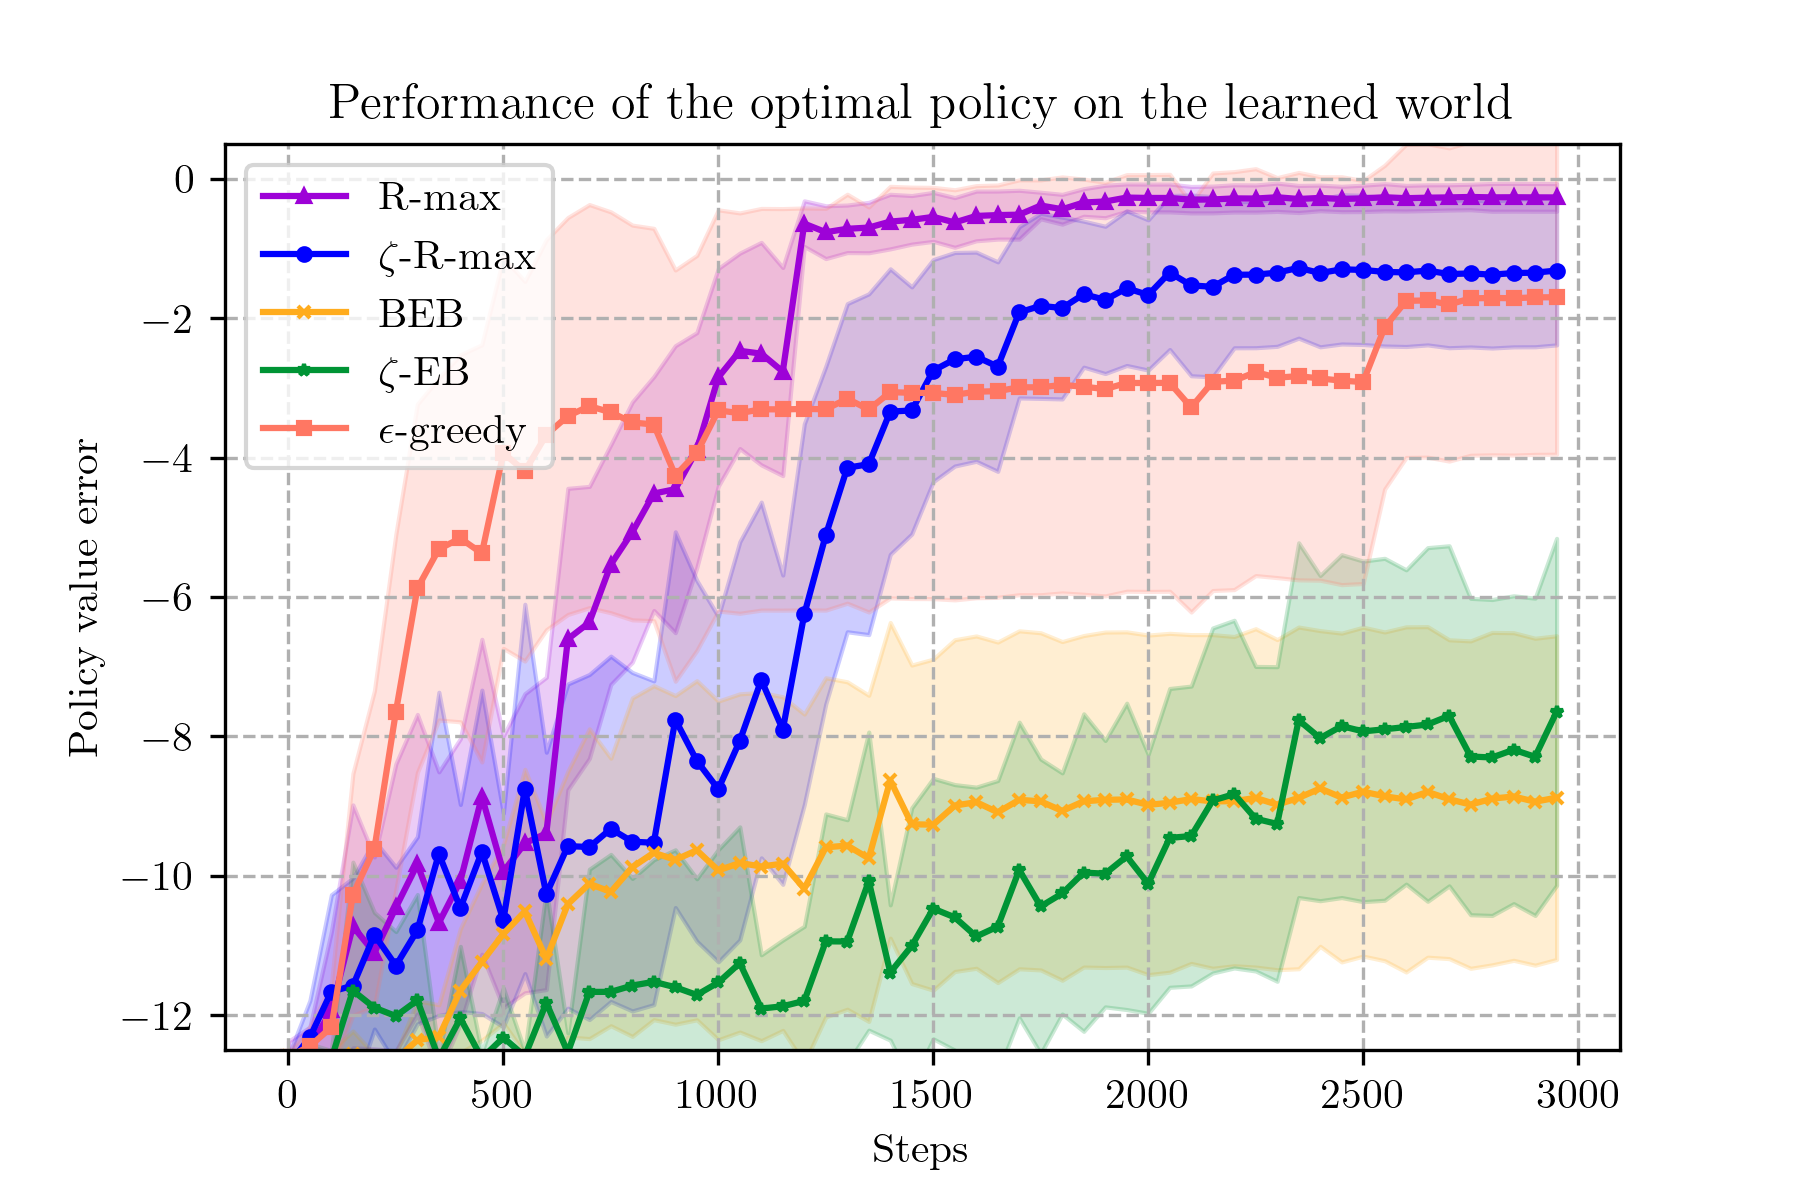 Performance of the optimal policy on the learned world
R-max
ζ-R-max
BEB
ζ-EB
ϵ-greedy
Policy value error
0
−2
−4
−6
−8
−10
−12
0 500 1000 1500 2000 2500 3000
Steps